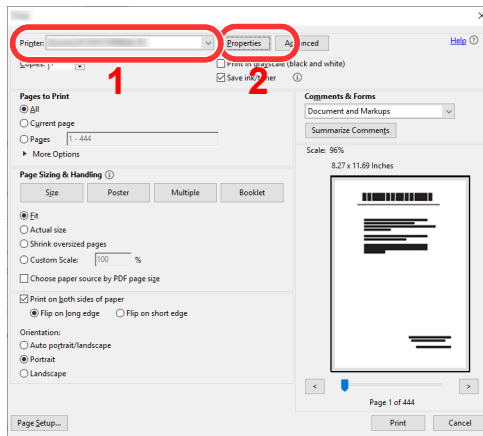 Printer:
Properties
Advanced
Help
Copies: 1
Print in grayscale (black and white)
Save ink/toner
1
2
Pages to Print
All
Current page
Pages 1 - 444
More Options
Page Sizing & Handling
Size Poster Multiple Booklet
Fit
Actual size
Shrink oversized pages
Custom Scale: 100 %
Choose paper source by PDF page size
Print on both sides of paper
Flip on long edge Flip on short edge
Orientation:
Auto portrait/landscape
Portrait
Landscape
Comments & Forms
Document and Markups
Summarize Comments
Scale: 96%
8.27 x 11.69 Inches
< >
Page 1 of 444
Page Setup...
Print Cancel